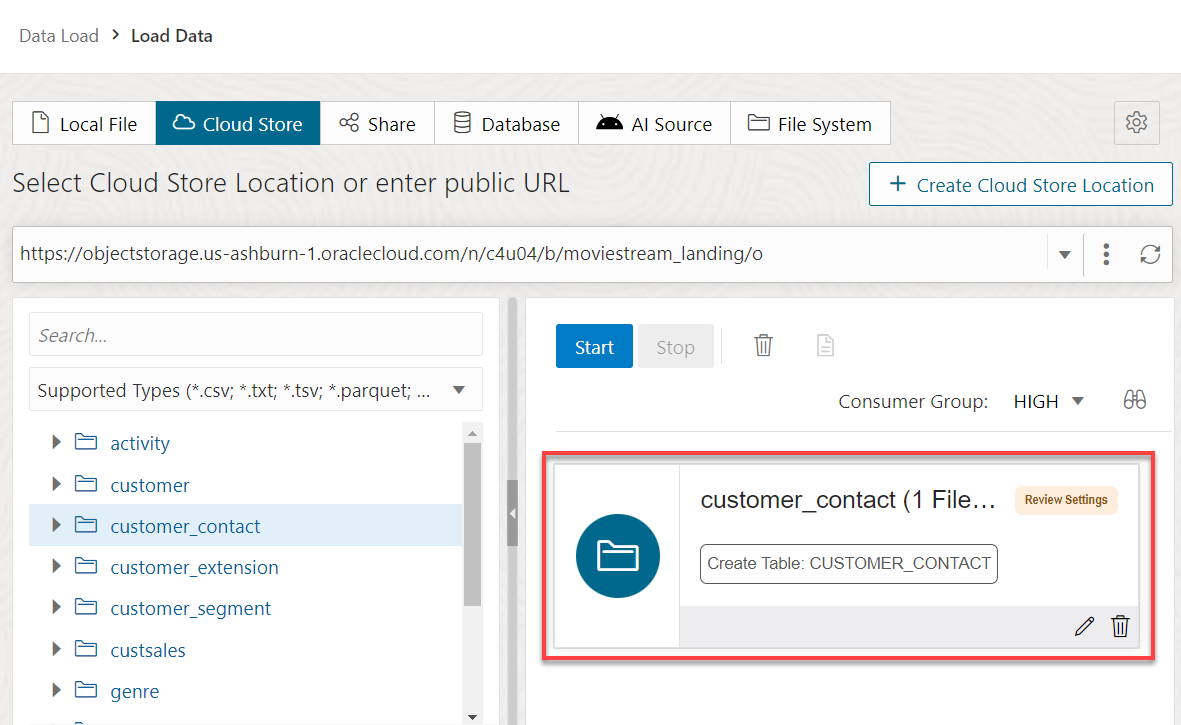 Data Load > Load Data
Local File
Cloud Store
Share
Database
AI Source
File System
Select Cloud Store Location or enter public URL
+ Create Cloud Store Location
https://objectstorage.us-ashburn-1.oraclecloud.com/n/c4u04/b/moviestream_landing/o
Search...
Supported Types (*.csv; *.txt; *.tsv; *.parquet; ...
activity
customer
customer_contact
customer_extension
customer_segment
custsales
genre
Start
Stop
Consumer Group: HIGH
customer_contact (1 File...
Review Settings
Create Table: CUSTOMER_CONTACT